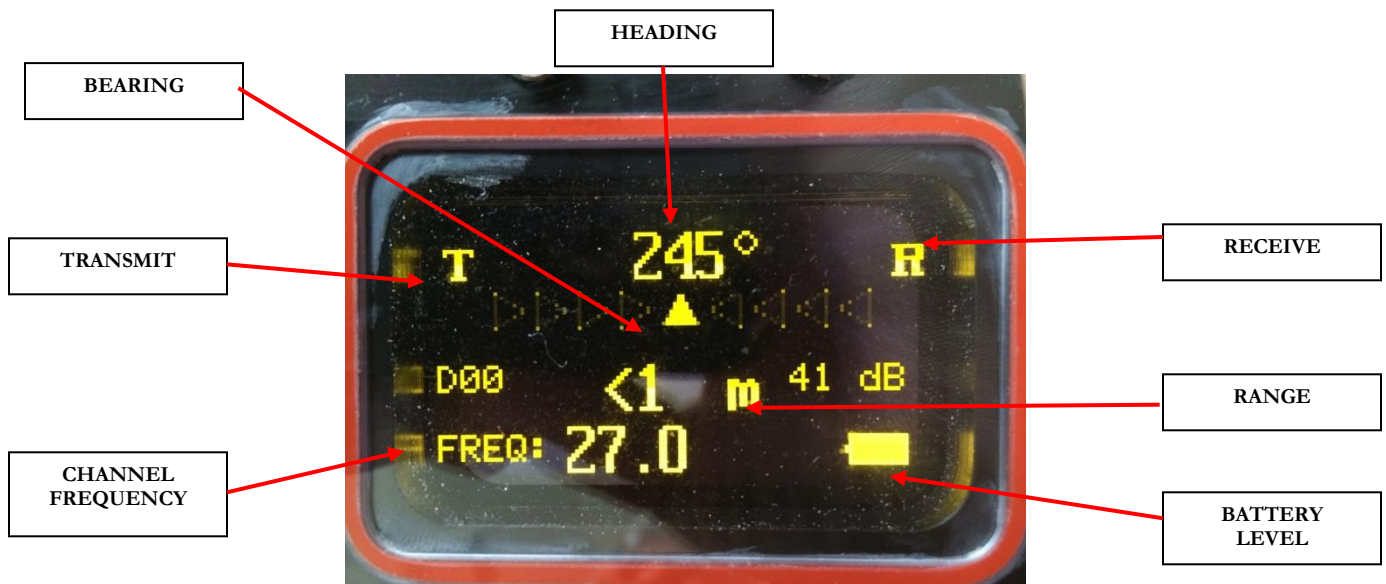 HEADING
BEARING
TRANSMIT
T
245°
R
RECEIVE
D00
<1 m
41 dB
RANGE
CHANNEL
FREQUENCY
FREQ: 27.0
BATTERY
LEVEL